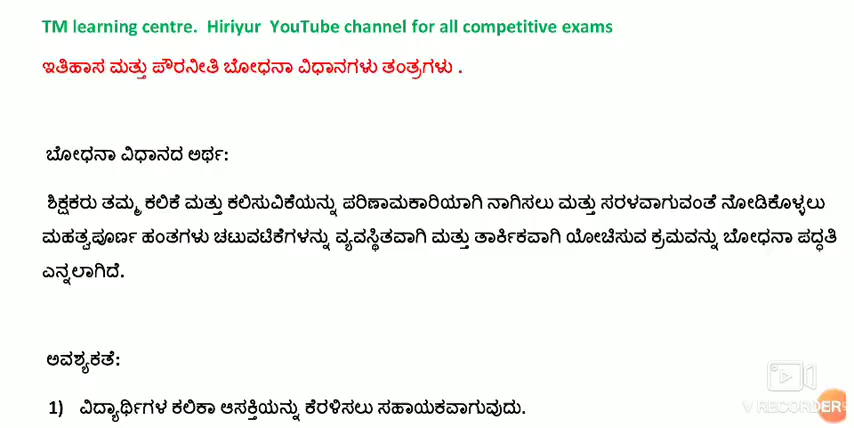 TM learning centre. Hiriyur YouTube channel for all competitive exams
ಇತಿಹಾಸ ಮತ್ತು ಪೌರನೀತಿ ಬೋಧನಾ ವಿಧಾನಗಳು ತಂತ್ರಗಳು .
ಬೋಧನಾ ವಿಧಾನದ ಅರ್ಥ:
ಶಿಕ್ಷಕರು ತಮ್ಮ ಕಲಿಕೆ ಮತ್ತು ಕಲಿಸುವಿಕೆಯನ್ನು ಪರಿಣಾಮಕಾರಿಯಾಗಿ ನಾಗಿಸಲು ಮತ್ತು ಸರಳವಾಗುವಂತೆ ನೋಡಿಕೊಳ್ಳಲು
ಮಹತ್ವಪೂರ್ಣ ಹಂತಗಳು ಚಟುವಟಿಕೆಗಳನ್ನು ವ್ಯವಸ್ಥಿತವಾಗಿ ಮತ್ತು ತಾರ್ಕಿಕವಾಗಿ ಯೋಚಿಸುವ ಕ್ರಮವನ್ನು ಬೋಧನಾ ಪದ್ಧತಿ
ಎನ್ನಲಾಗಿದೆ.
ಅವಶ್ಯಕತೆ:
1) ವಿದ್ಯಾರ್ಥಿಗಳ ಕಲಿಕಾ ಆಸಕ್ತಿಯನ್ನು ಕೆರಳಿಸಲು ಸಹಾಯಕವಾಗುವುದು.
V RECORDER